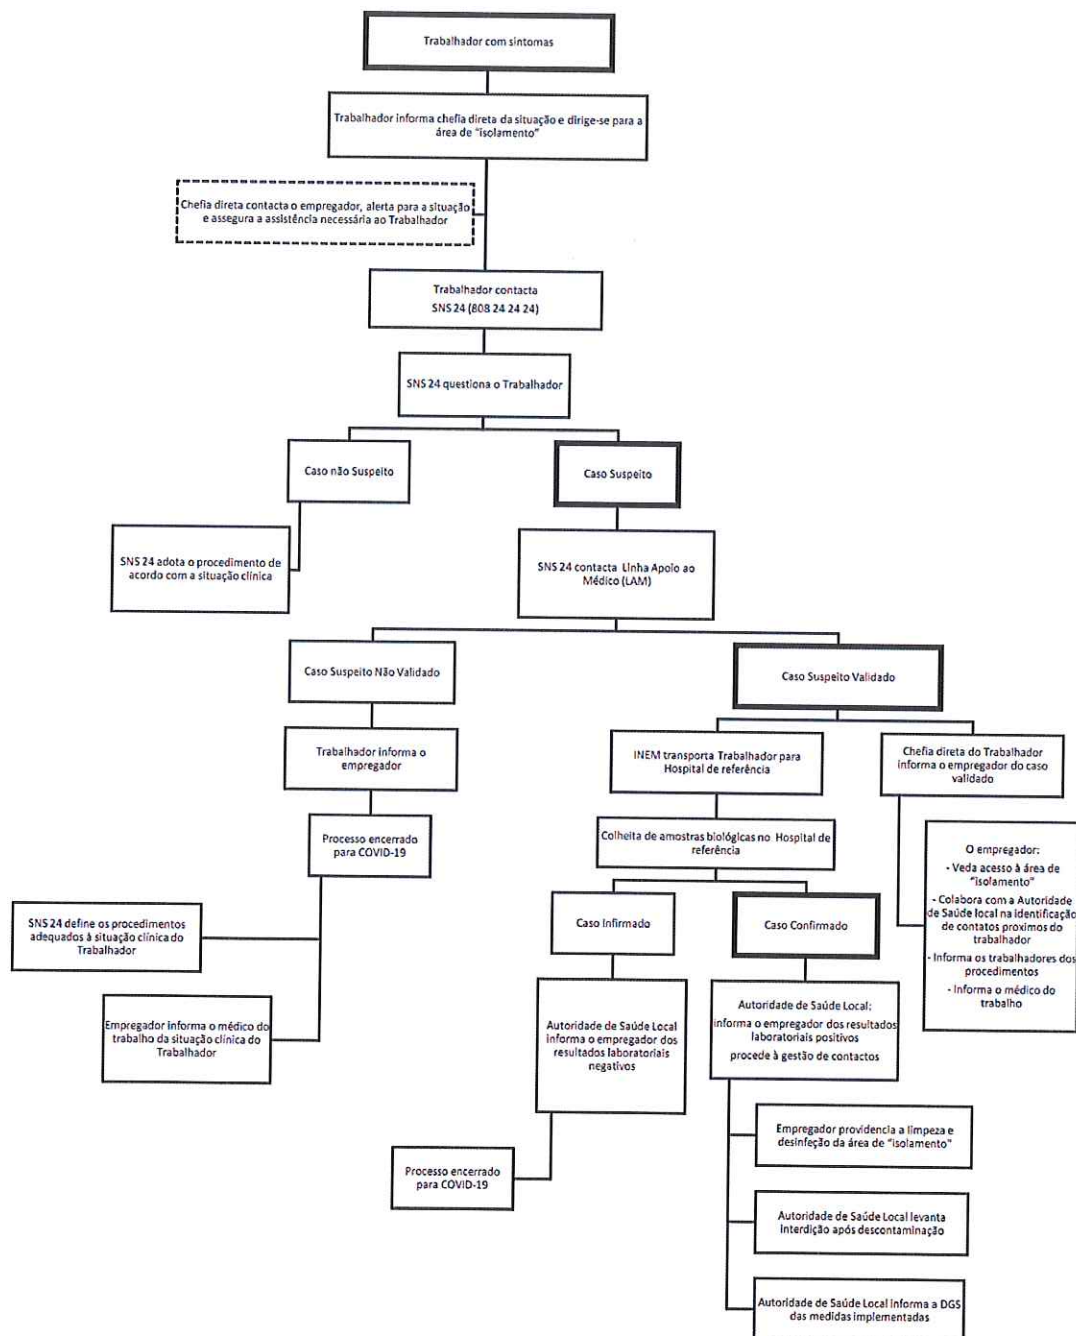 Trabalhador com sintomas
Trabalhador informa chefia direta da situação e dirige-se para a
área de “isolamento”
Chefia direta contacta o empregador, alerta para a situação
e assegura a assistência necessária ao Trabalhador
Trabalhador contacta
SNS 24 (808 24 24 24)
SNS 24 questiona o Trabalhador
Caso não Suspeito
Caso Suspeito
SNS 24 adota o procedimento de
acordo com a situação clínica
SNS 24 contacta Linha Apoio ao
Médico (LAM)
Caso Suspeito Não Validado
Caso Suspeito Validado
Trabalhador informa o
empregador
INEM transporta Trabalhador para
Hospital de referência
Chefia direta do Trabalhador
informa o empregador do caso
validado
Processo encerrado
para COVID-19
Colheita de amostras biológicas no Hospital de
referência
O empregador:
- Veda acesso à área de
“isolamento”
- Colabora com a Autoridade
de Saúde local na identificação
de contatos proximos do
trabalhador
- Informa os trabalhadores dos
procedimentos
- Informa o médico do
trabalho
SNS 24 define os procedimentos
adequados à situação clínica do
Trabalhador
Caso Infirmado
Caso Confirmado
Empregador informa o médico do
trabalho da situação clínica do
Trabalhador
Autoridade de Saúde Local
informa o empregador dos
resultados laboratoriais
negativos
Autoridade de Saúde Local:
informa o empregador dos resultados
laboratoriais positivos
procede à gestão de contactos
Processo encerrado
para COVID-19
Empregador providencia a limpeza e
desinfeção da área de “isolamento”
Autoridade de Saúde Local levanta
interdição após descontaminação
Autoridade de Saúde Local informa a DGS
das medidas implementadas